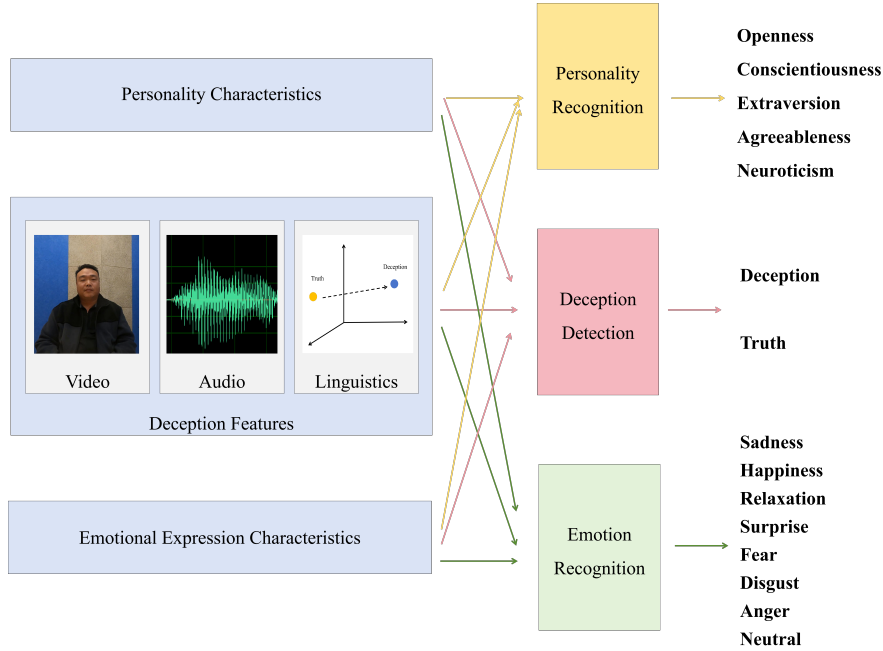 Personality Characteristics
Truth
Deception
Video
Audio
Linguistics
Deception Features
Emotional Expression Characteristics
Personality
Recognition
Deception
Detection
Emotion
Recognition
Openness
Conscientiousness
Extraversion
Agreeableness
Neuroticism
Deception
Truth
Sadness
Happiness
Relaxation
Surprise
Fear
Disgust
Anger
Neutral